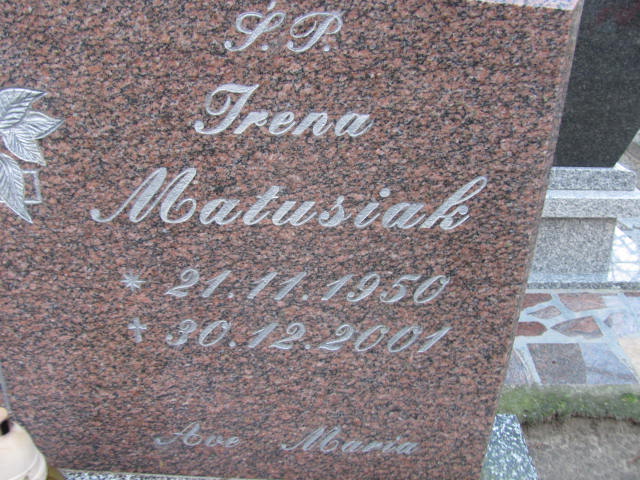 Ś.P.
Irena
Matusiak
* 21.11.1950
✝ 30.12.2001
Ave Maria